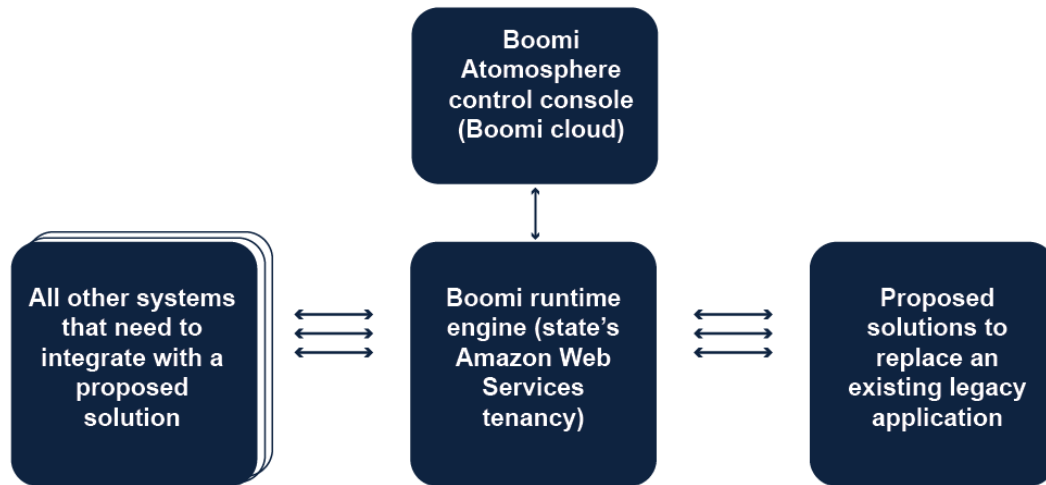 Boomi
Atomosphere
control console
(Boomi cloud)
All other systems
that need to
integrate with a
proposed
solution
Boomi runtime
engine (state’s
Amazon Web
Services
tenancy)
Proposed
solutions to
replace an
existing legacy
application